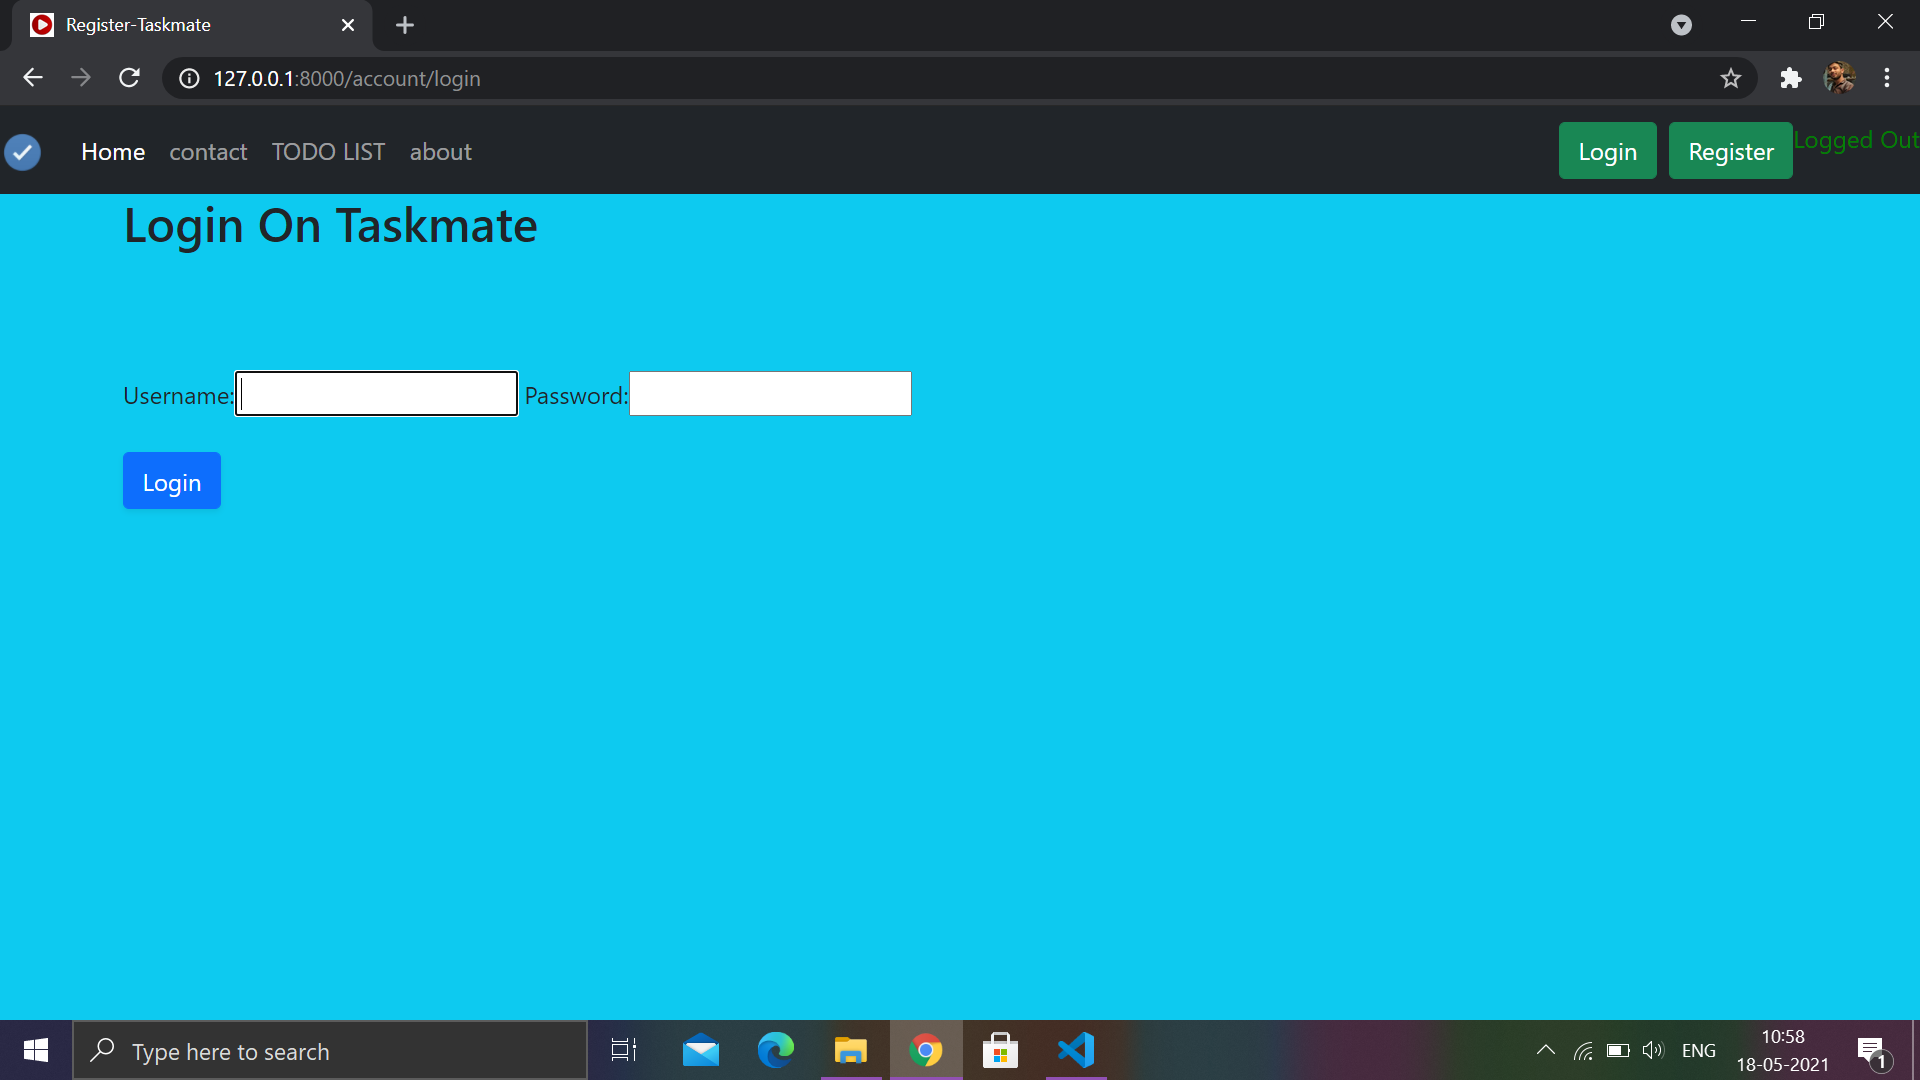 Register-Taskmate
127.0.0.1:8000/account/login
Home contact TODO LIST about Login Register Logged Out
Login On Taskmate
Username: Password:
Login
Type here to search
ENG
10:58
18-05-2021
1